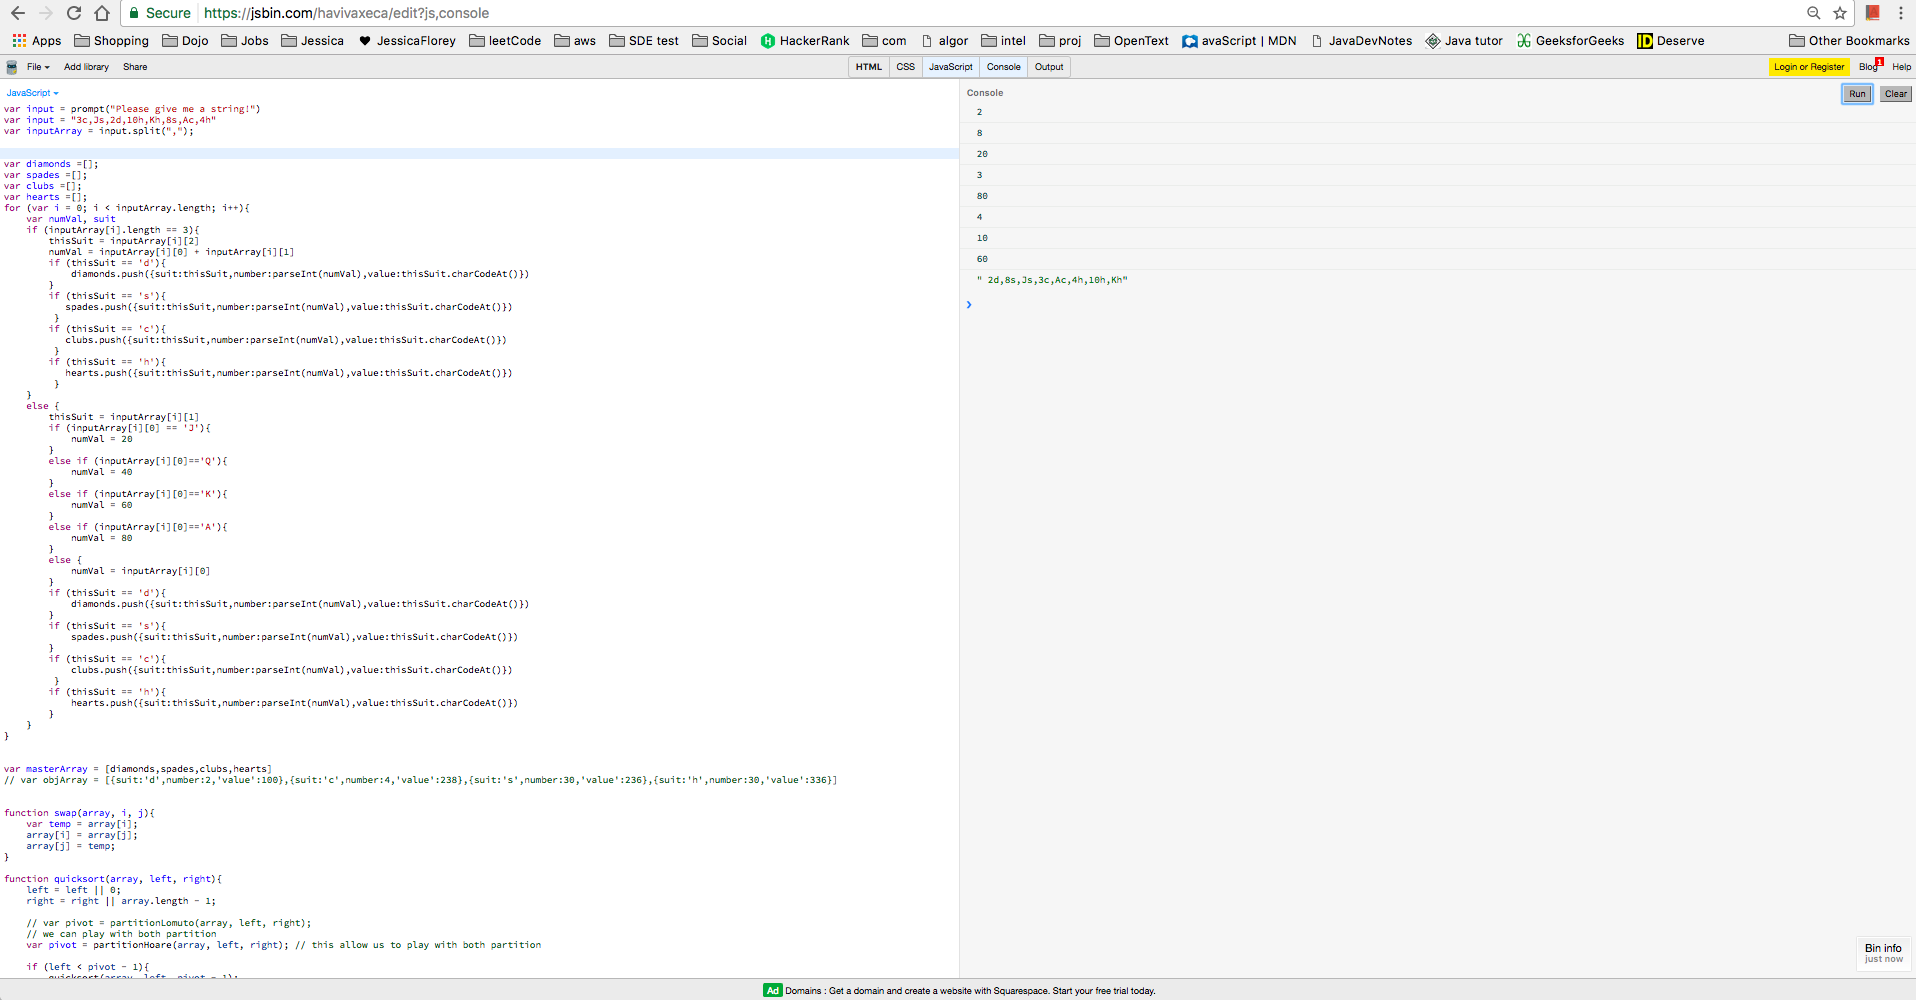 Secure https://jsbin.com/havivaxeca/edit?js,console
Apps Shopping Dojo Jobs Jessica JessicaFlorey leetCode aws SDE test Social HackerRank com algor intel proj OpenText avaScript | MDN JavaDevNotes Java tutor GeeksforGeeks Deserve Other Bookmarks
File Add library Share HTML CSS JavaScript Console Output Login or Register Blog 1 Help
JavaScript
var input = prompt("Please give me a string!")
var input = "3c,Js,2d,10h,Kh,8s,Ac,4h"
var inputArray = input.split(",");
var diamonds =[];
var spades =[];
var clubs =[];
var hearts =[];
for (var i = 0; i < inputArray.length; i++){
var numVal, suit
if (inputArray[i].length == 3){
thisSuit = inputArray[i][2]
numVal = inputArray[i][0] + inputArray[i][1]
if (thisSuit == 'd'){
diamonds.push({suit:thisSuit,number:parseInt(numVal),value:thisSuit.charCodeAt()})
}
if (thisSuit == 's'){
spades.push({suit:thisSuit,number:parseInt(numVal),value:thisSuit.charCodeAt()})
}
if (thisSuit == 'c'){
clubs.push({suit:thisSuit,number:parseInt(numVal),value:thisSuit.charCodeAt()})
}
if (thisSuit == 'h'){
hearts.push({suit:thisSuit,number:parseInt(numVal),value:thisSuit.charCodeAt()})
}
}
else {
thisSuit = inputArray[i][1]
if (inputArray[i][0] == 'J'){
numVal = 20
}
else if (inputArray[i][0]=='Q'){
numVal = 40
}
else if (inputArray[i][0]=='K'){
numVal = 60
}
else if (inputArray[i][0]=='A'){
numVal = 80
}
else {
numVal = inputArray[i][0]
}
if (thisSuit == 'd'){
diamonds.push({suit:thisSuit,number:parseInt(numVal),value:thisSuit.charCodeAt()})
}
if (thisSuit == 's'){
spades.push({suit:thisSuit,number:parseInt(numVal),value:thisSuit.charCodeAt()})
}
if (thisSuit == 'c'){
clubs.push({suit:thisSuit,number:parseInt(numVal),value:thisSuit.charCodeAt()})
}
if (thisSuit == 'h'){
hearts.push({suit:thisSuit,number:parseInt(numVal),value:thisSuit.charCodeAt()})
}
}
}
var masterArray = [diamonds,spades,clubs,hearts]
// var objArray = [{suit:'d',number:2,'value':100},{suit:'c',number:4,'value':238},{suit:'s',number:30,'value':236},{suit:'h',number:30,'value':336}]
function swap(array, i, j){
var temp = array[i];
array[i] = array[j];
array[j] = temp;
}
function quicksort(array, left, right){
left = left || 0;
right = right || array.length - 1;
// var pivot = partitionLomuto(array, left, right);
// we can play with both partition
var pivot = partitionHoare(array, left, right); // this allow us to play with both partition
if (left < pivot - 1){
quicksort(array, left, pivot - 1);
Console
Run Clear
2
8
20
3
80
4
10
60
" 2d,8s,Js,3c,Ac,4h,10h,Kh"
Bin info
just now
Ad Domains : Get a domain and create a website with Squarespace. Start your free trial today.